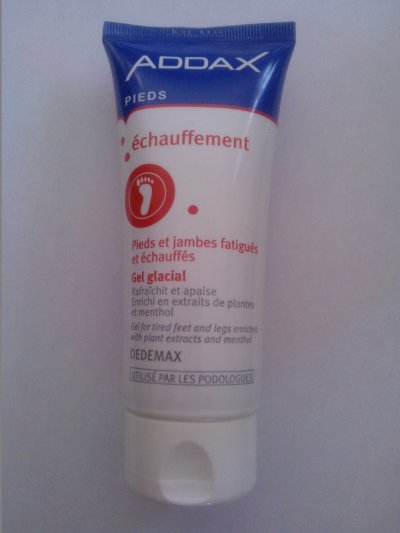 ADDAX
PIEDS
échauffement
Pieds et jambes fatigués
et échauffés
Gel glacial
Rafraîchit et apaise
Enrichi en extraits de plantes
et menthol
Gel for tired feet and legs enriched
with plant extracts and menthol
OEDEMAX
UTILISÉ PAR LES PODOLOGUES